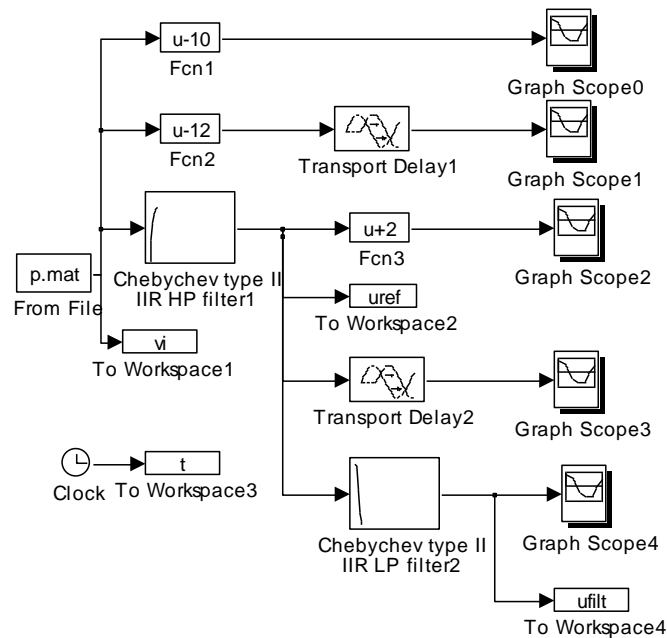 u-10
Fcn1
Graph Scope0
u-12
Fcn2
Transport Delay1
Graph Scope1
Chebychev type II
IIR HP filter1
u+2
Fcn3
Graph Scope2
p.mat
From File
uref
To Workspace2
vi
To Workspace1
Transport Delay2
Graph Scope3
Clock
t
To Workspace3
Chebychev type II
IIR LP filter2
Graph Scope4
ufilt
To Workspace4